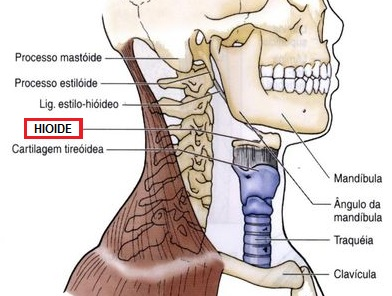 Processo mastóide
Processo estilóide
Lig. estilo-hióideo
HIOIDE
Cartilagem tireóidea
Mandíbula
Ângulo da
mandíbula
Traquéia
Clavícula